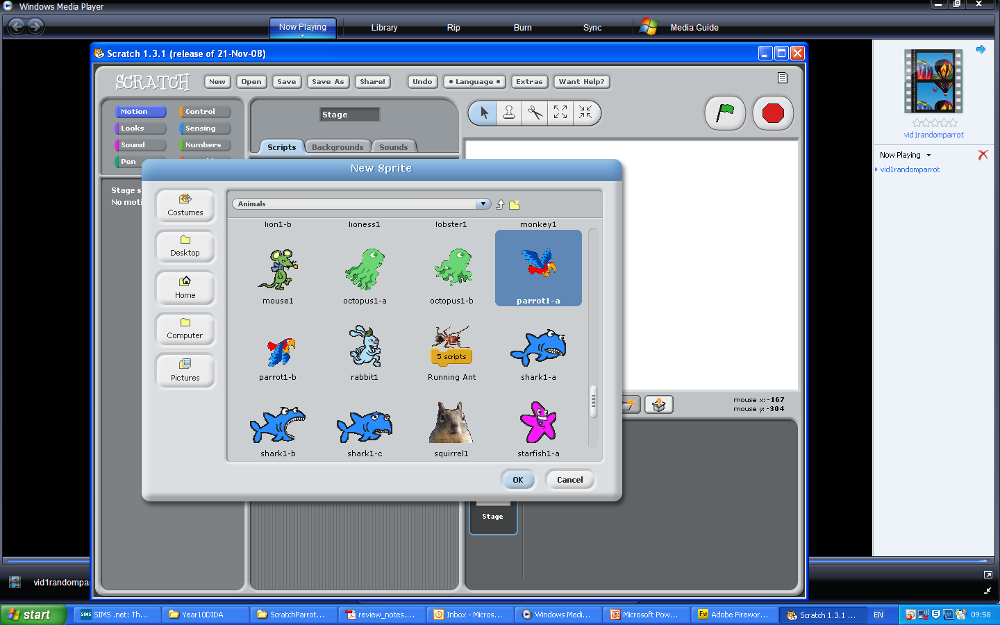 Windows Media Player
Now Playing
Library
Rip
Burn
Sync
Media Guide
Scratch 1.3.1 (release of 21-Nov-08)
SCRATCH
New
Open
Save
Save As
Share!
Undo
• Language •
Extras
Want Help?
Motion
Control
Looks
Sensing
Sound
Numbers
Pen
Stage
Scripts
Backgrounds
Sounds
Stage s
No moti
New Sprite
Costumes
Desktop
Home
Computer
Pictures
Animals
lion1-b
lioness1
lobster1
monkey1
mouse1
octopus1-a
octopus1-b
parrot1-a
5 scripts
parrot1-b
rabbit1
Running Ant
shark1-a
shark1-b
shark1-c
squirrel1
starfish1-a
OK
Cancel
mouse x: -167
mouse y: -304
Stage
vid1randomparrot
Now Playing
vid1randomparrot
vid1randompar
start
SIMS
SIMS .net: Th...
Year10DIDA
ScratchParrot...
review_notes....
Inbox - Micros...
Windows Medi...
Microsoft Pow...
Fw
Adobe Firewor...
Scratch 1.3.1 ...
EN
09:58